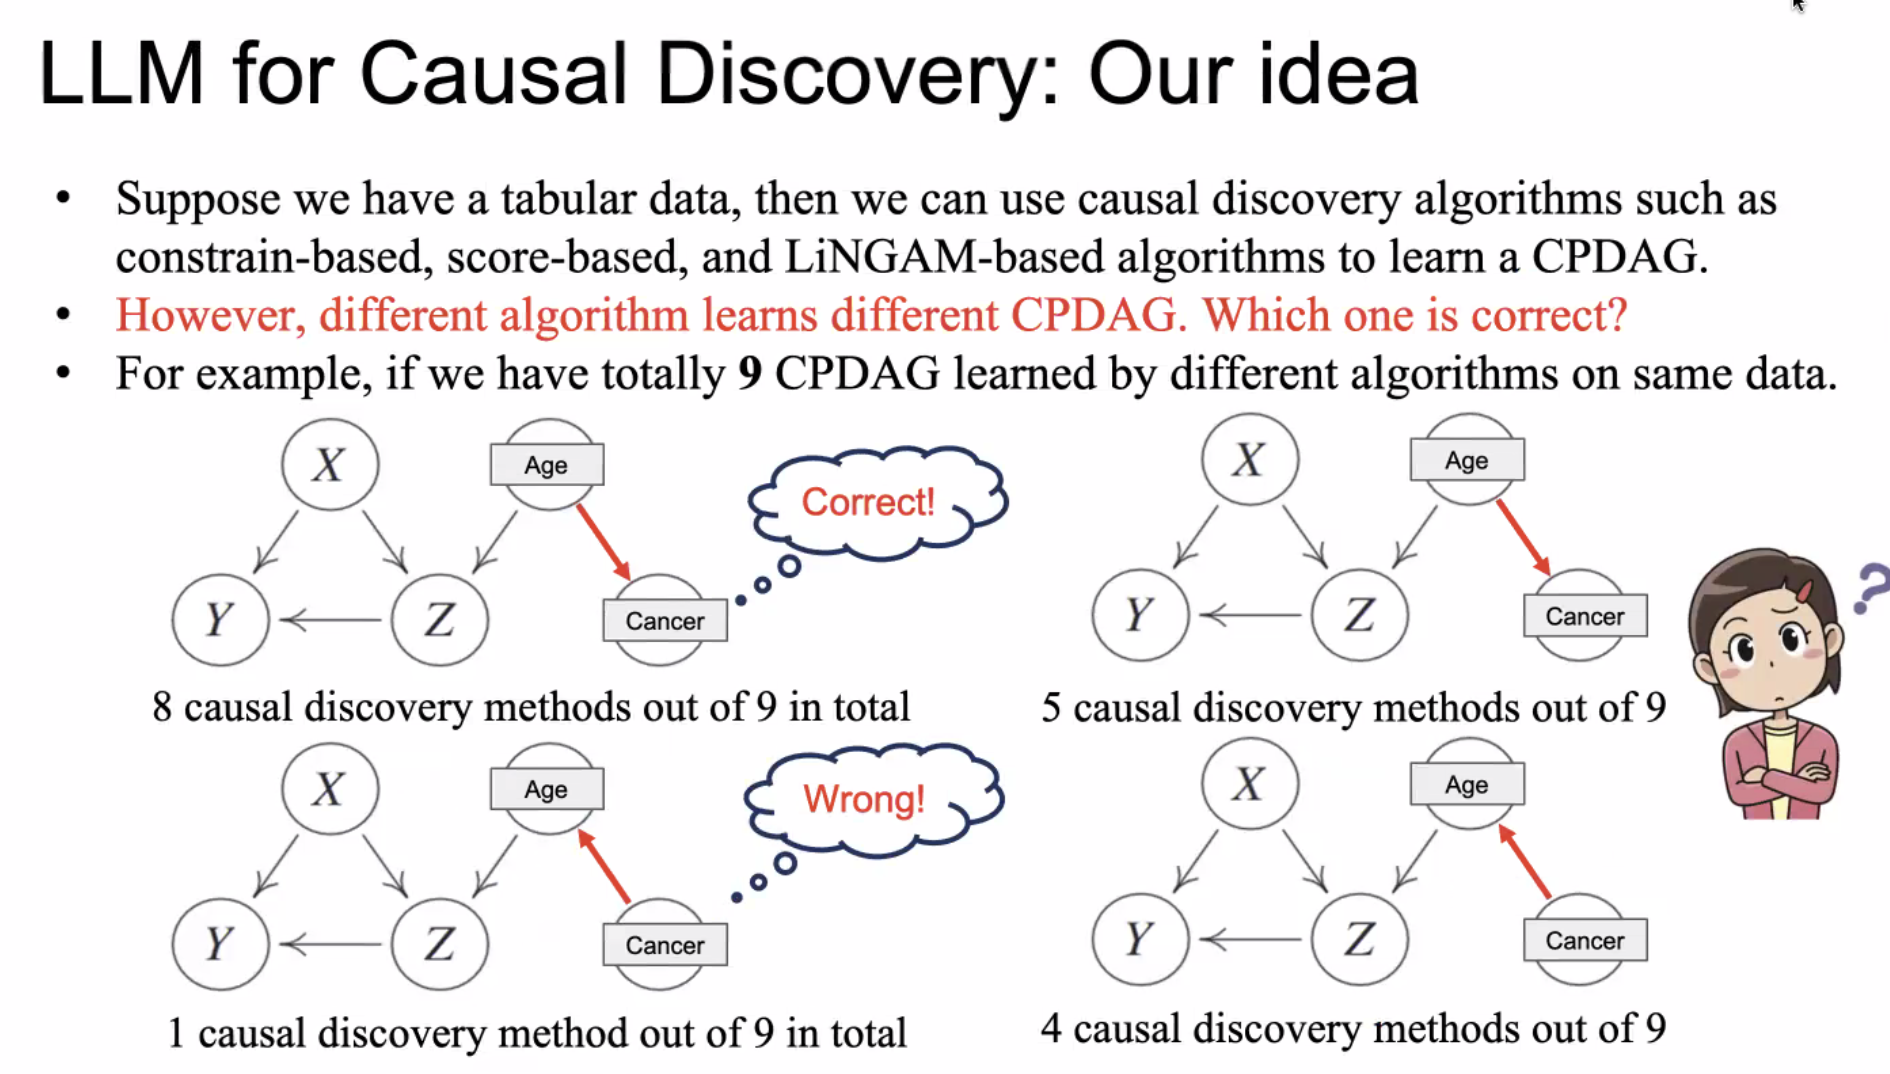 LLM for Causal Discovery: Our idea
• Suppose we have a tabular data, then we can use causal discovery algorithms such as
constrain-based, score-based, and LiNGAM-based algorithms to learn a CPDAG.
• However, different algorithm learns different CPDAG. Which one is correct?
• For example, if we have totally 9 CPDAG learned by different algorithms on same data.
X
Age
Correct!
Y
Z
Cancer
8 causal discovery methods out of 9 in total
X
Age
Y
Z
Cancer
?
5 causal discovery methods out of 9
X
Age
Wrong!
Y
Z
Cancer
1 causal discovery method out of 9 in total
X
Age
Y
Z
Cancer
4 causal discovery methods out of 9